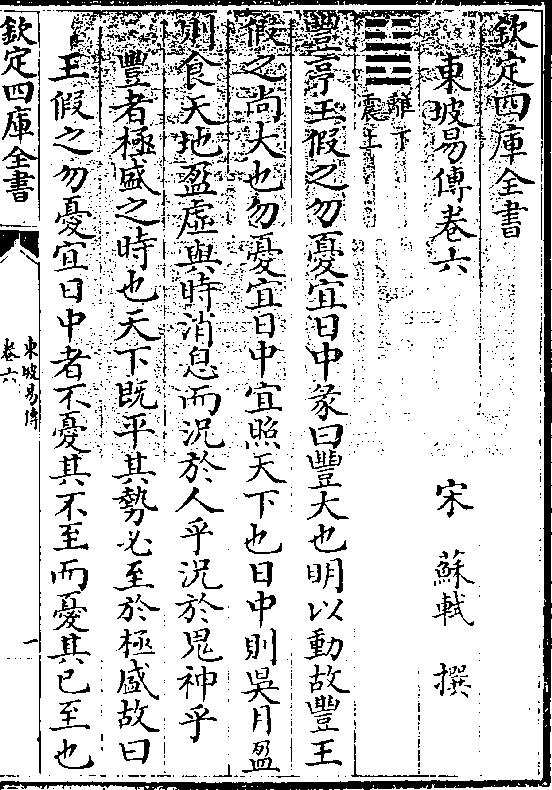 欽定四庫全書
東坡易傳卷六
宋 蘇軾 撰
離下
震上
豐亨王假之勿憂宜日中彖曰豐大也明以動故豐王
假之尚大也勿憂宜日中宜照天下也日中則昃月盈
則食天地盈虛與時消息而況於人乎況於鬼神乎
豐者極盛之時也天下既平其勢必至於極盛故曰
王假之勿憂宜日中者不憂其不至而憂其已至也
欽定四庫全書
東坡易傳
卷六
一